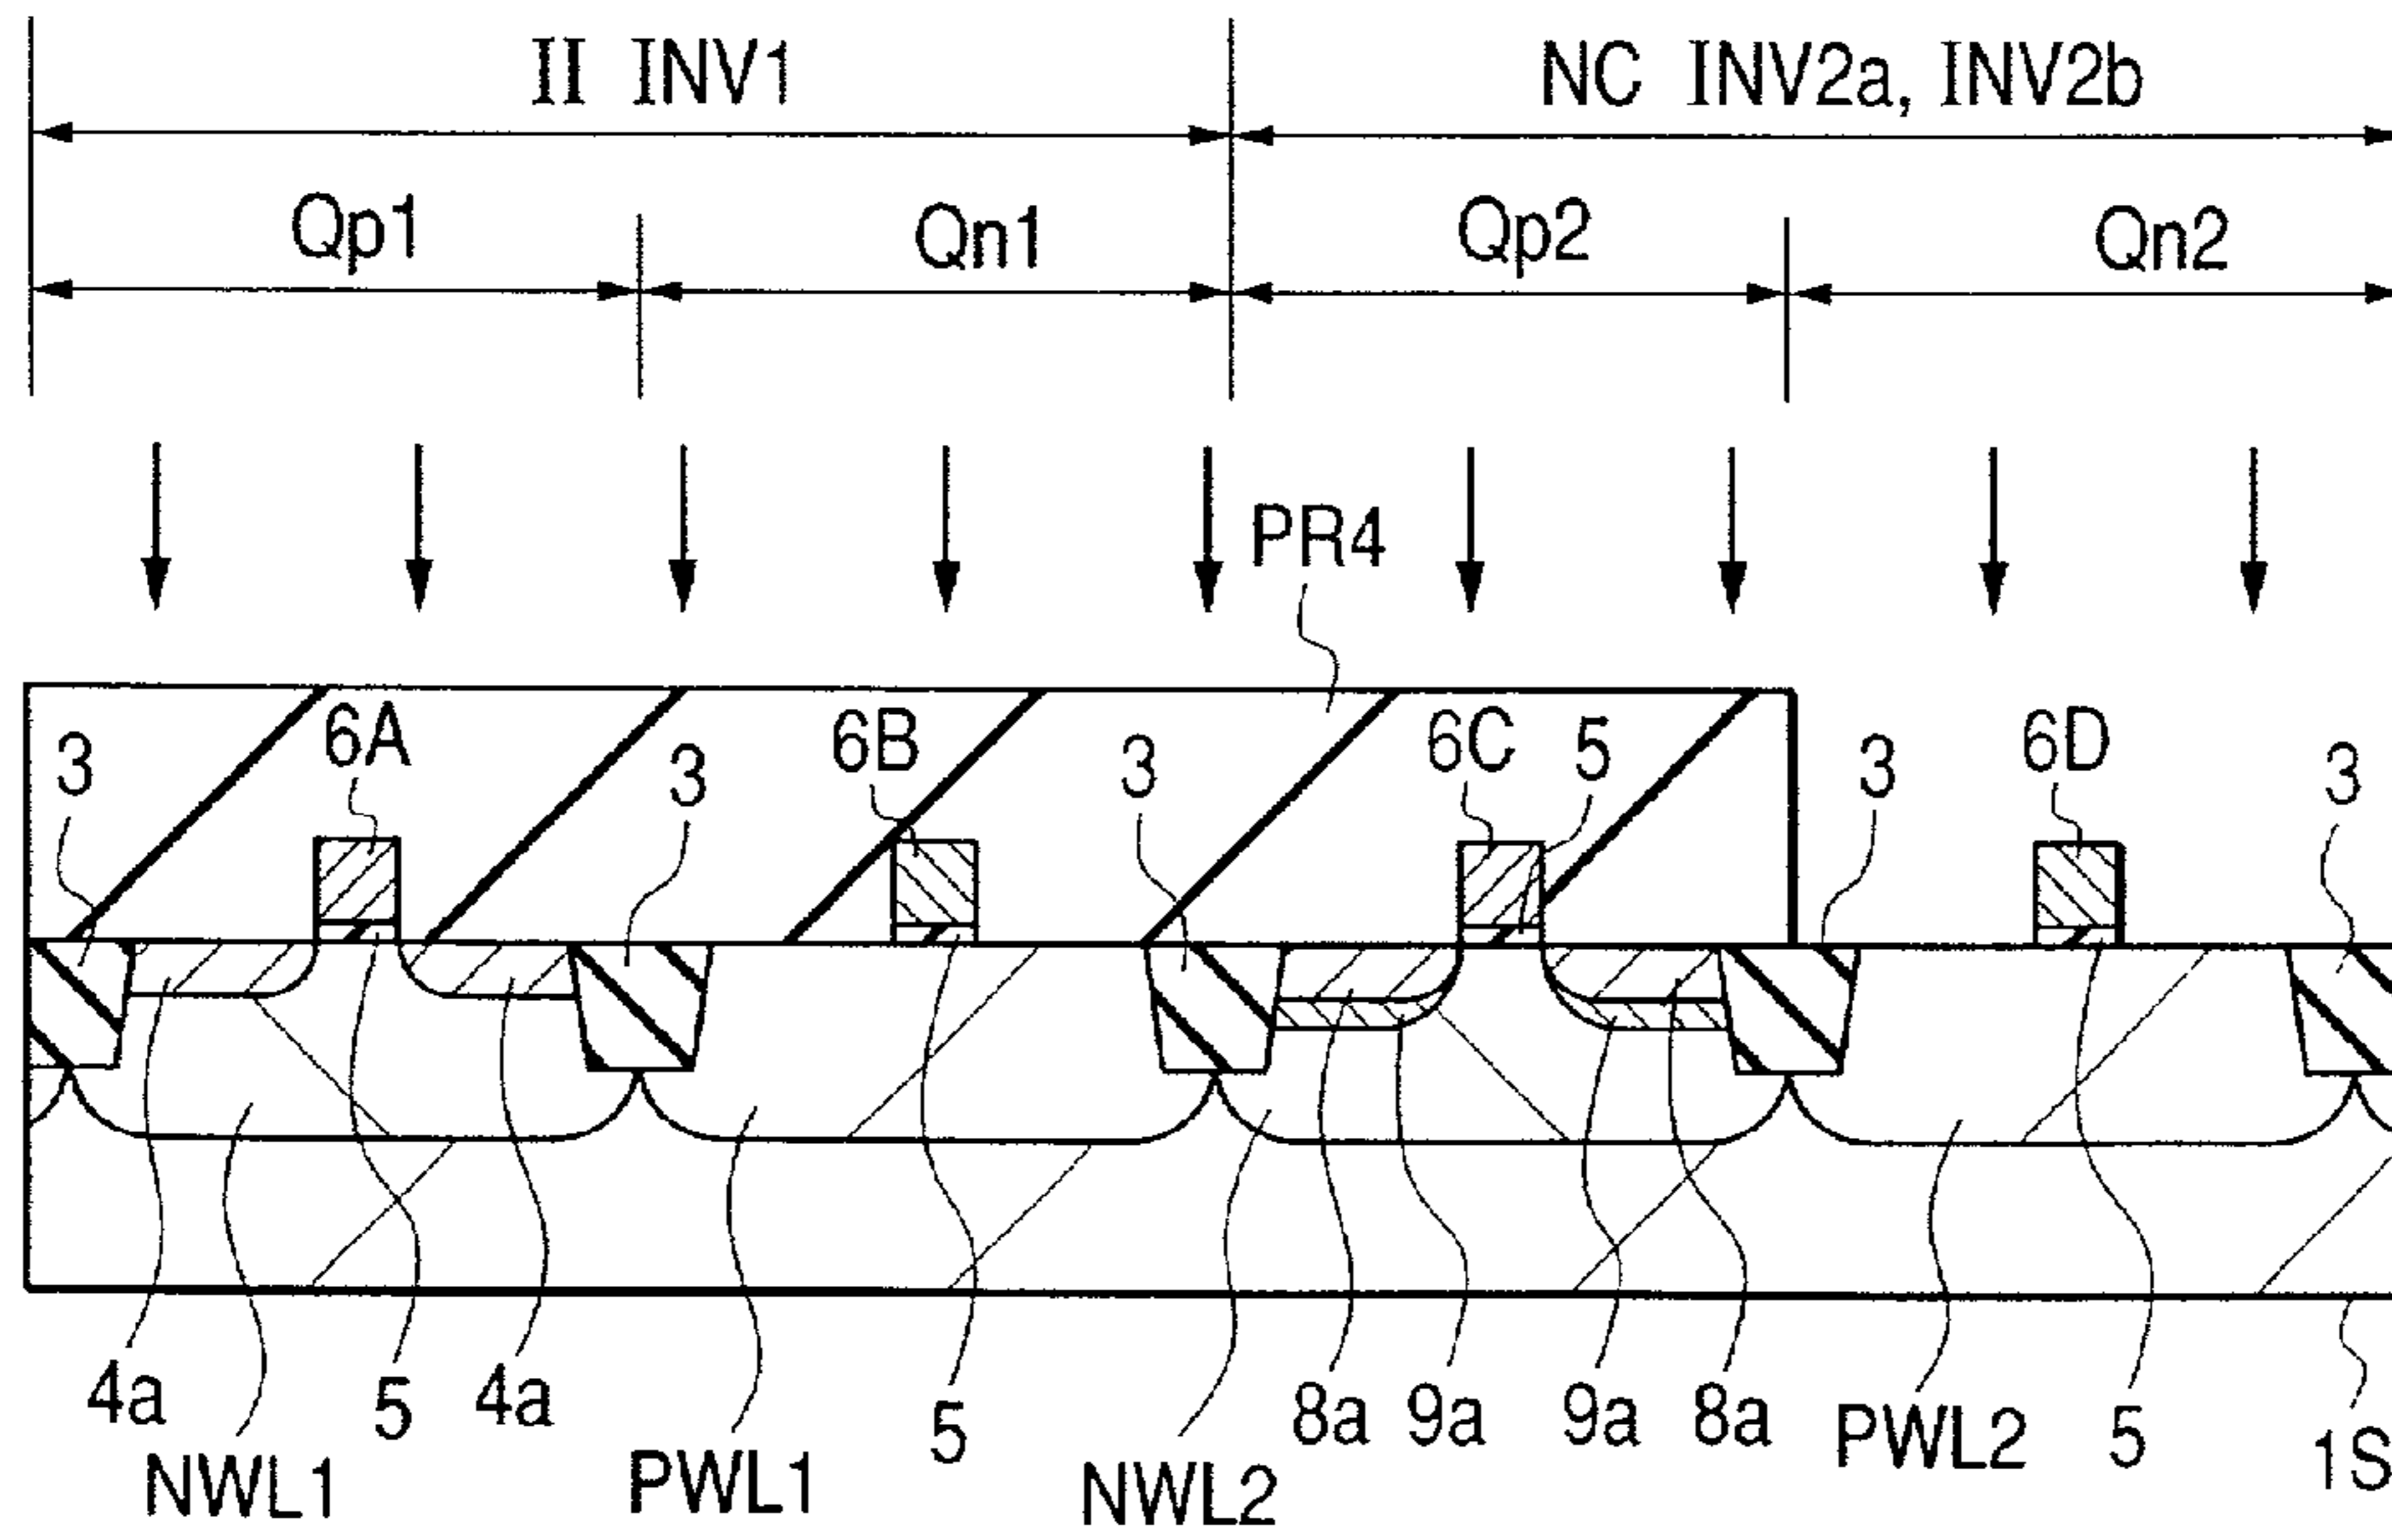 II INV1
NC INV2a, INV2b
Qp1
Qn1
Qp2
Qn2
PR4
3
6A
3
6B
3
6C
5
3
6D
3
4a
5
4a
5
8a
9a
9a
8a
5
NWL1
PWL1
NWL2
PWL2
1S